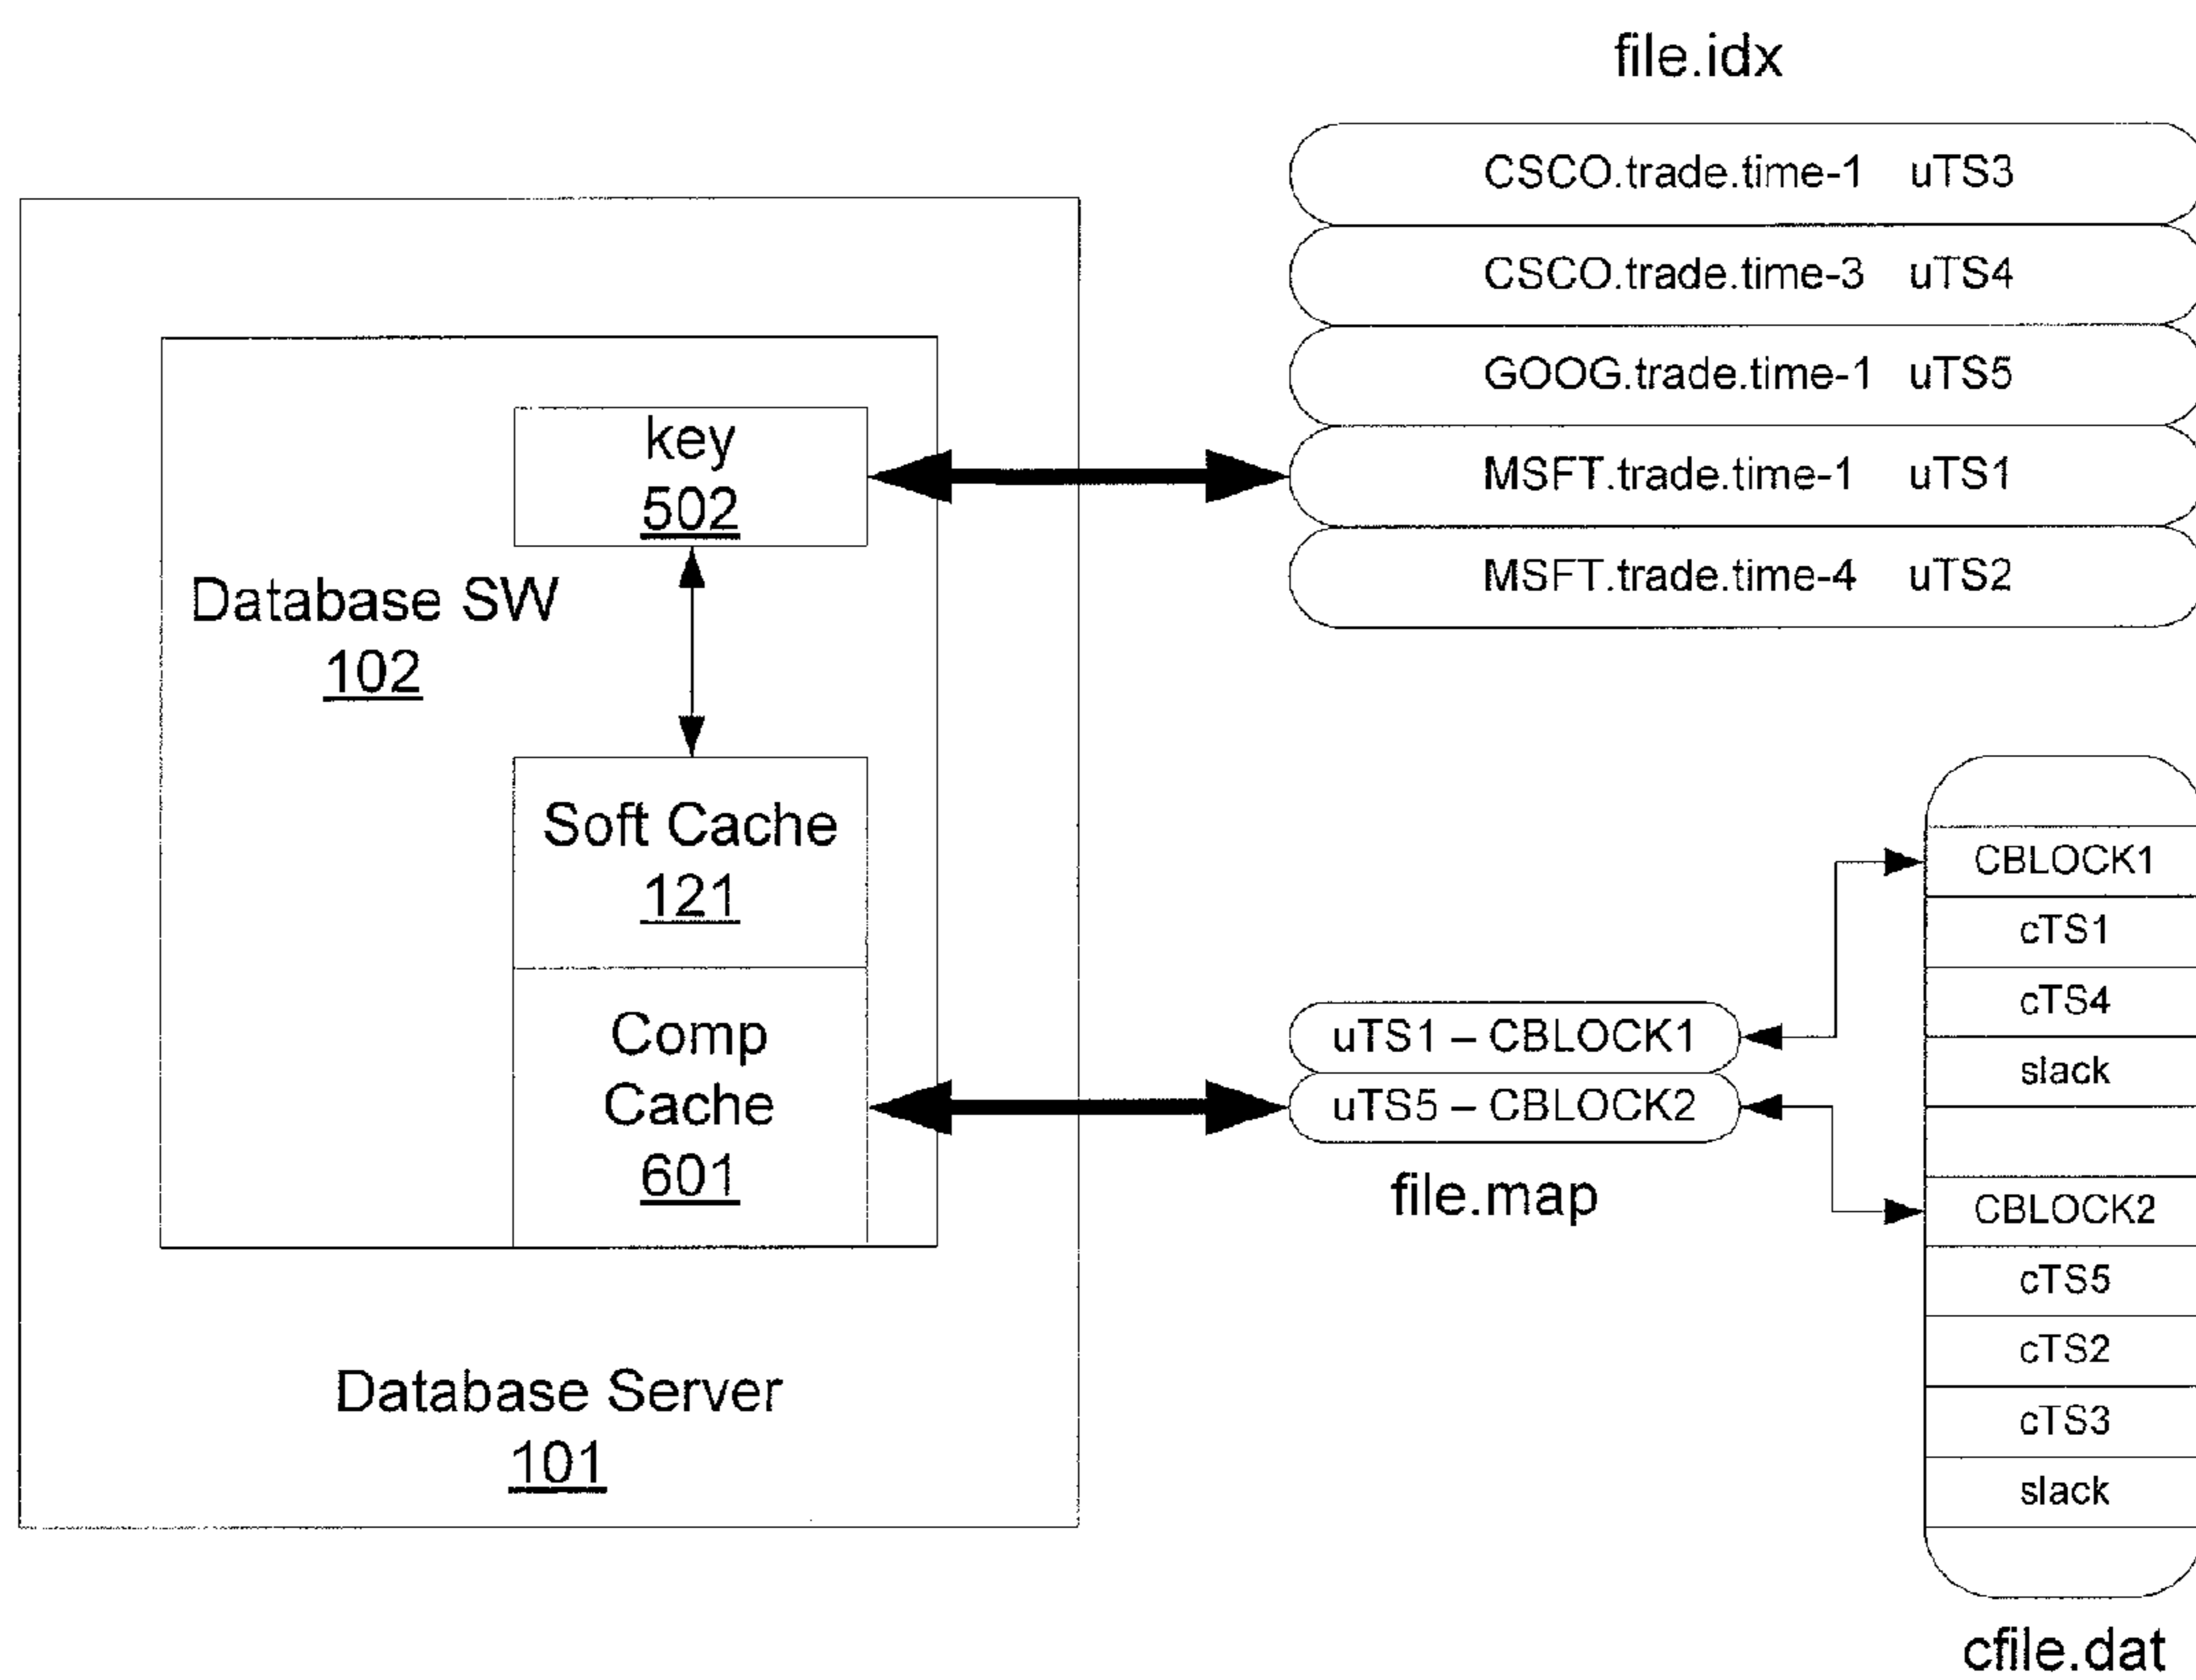 file.idx
CSCO.trade.time-1 uTS3
CSCO.trade.time-3 uTS4
GOOG.trade.time-1 uTS5
MSFT.trade.time-1 uTS1
MSFT.trade.time-4 uTS2
key
502
Database SW
102
Soft Cache
121
Comp
Cache
601
Database Server
101
uTS1 – CBLOCK1
uTS5 – CBLOCK2
file.map
CBLOCK1
cTS1
cTS4
slack
CBLOCK2
cTS5
cTS2
cTS3
slack
cfile.dat